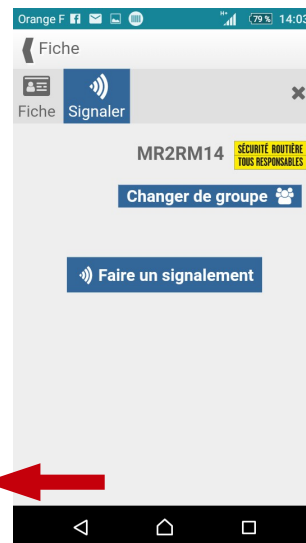 Orange F 79% 14:03
Fiche
Fiche Signaler
MR2RM14 SÉCURITÉ ROUTIÈRE
TOUS RESPONSABLES
Changer de groupe
Faire un signalement